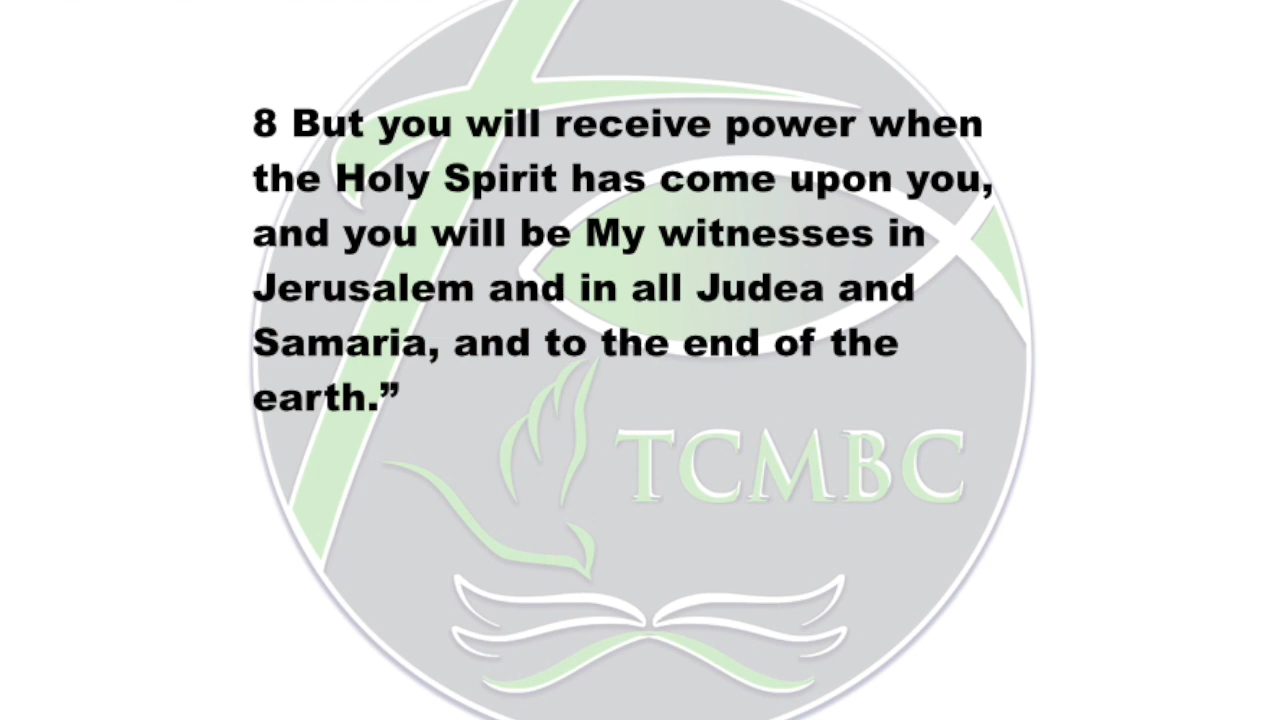 8 But you will receive power when
the Holy Spirit has come upon you,
and you will be My witnesses in
Jerusalem and in all Judea and
Samaria, and to the end of the
earth.”
TCMBC